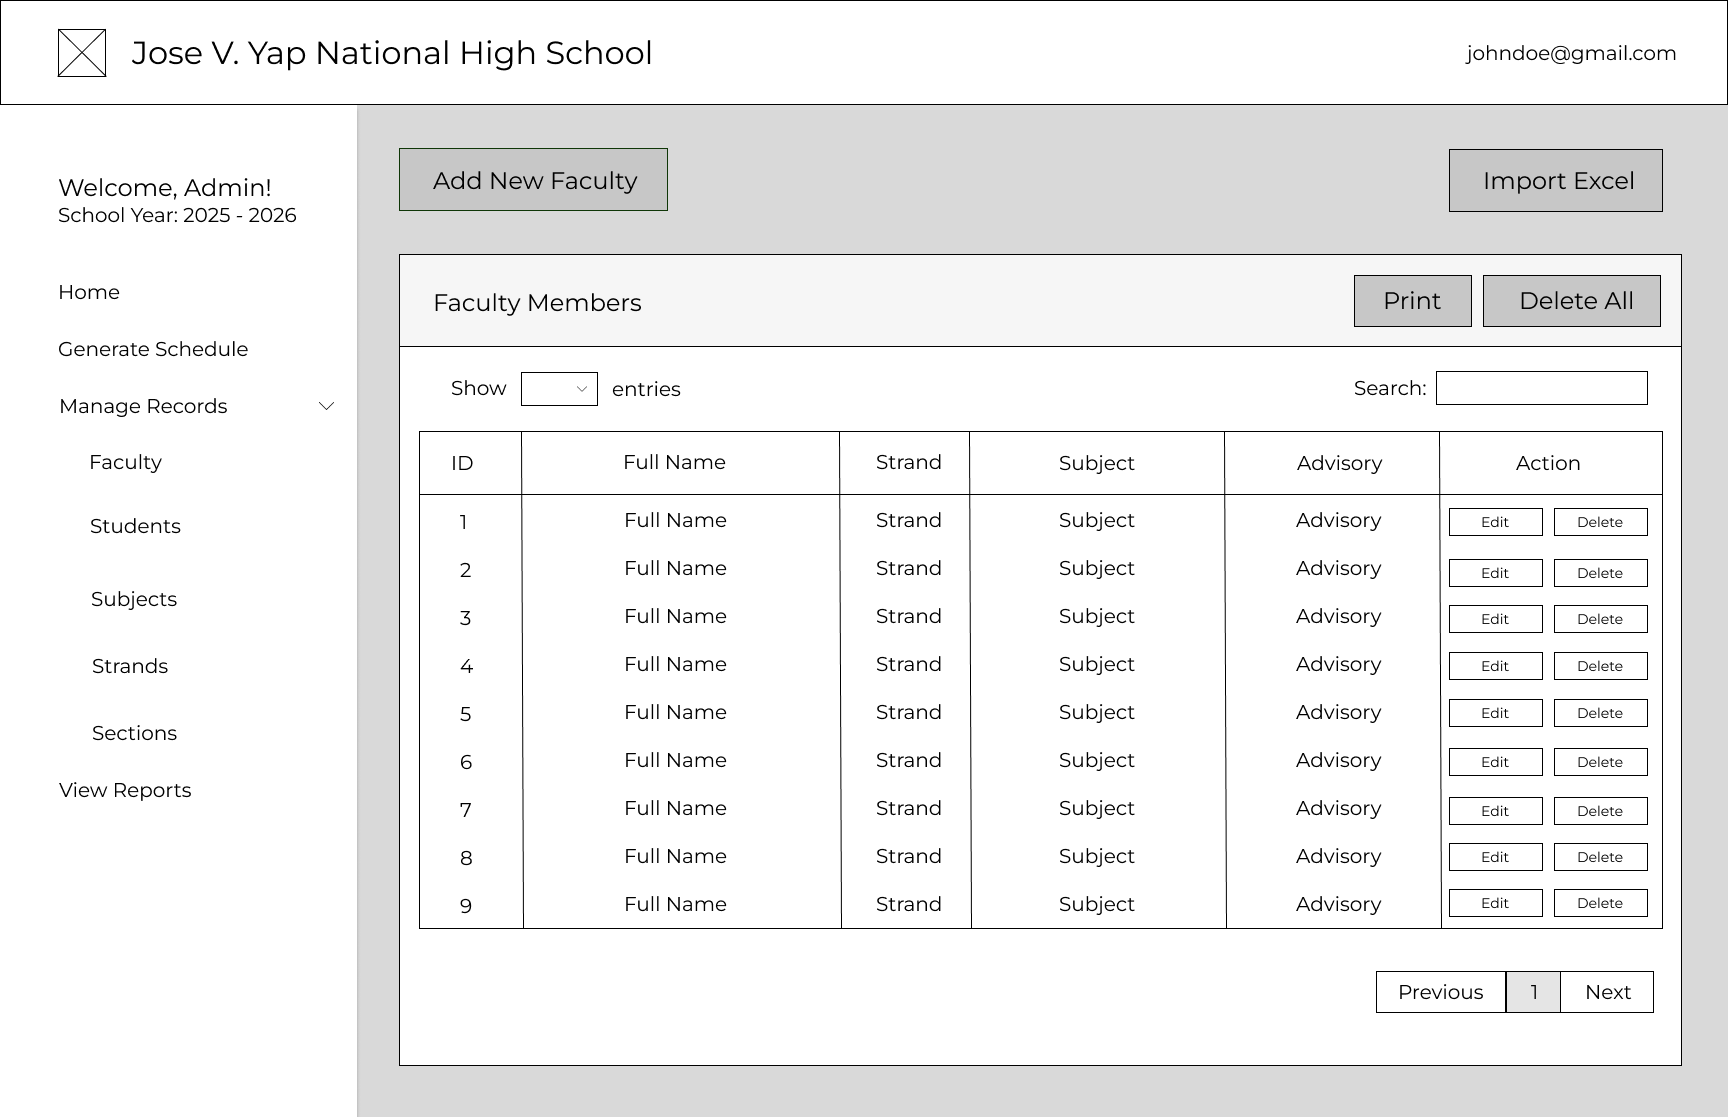 Jose V. Yap National High School
johndoe@gmail.com
Welcome, Admin!
School Year: 2025 - 2026
Home
Generate Schedule
Manage Records
Faculty
Students
Subjects
Strands
Sections
View Reports
Add New Faculty
Import Excel
Faculty Members
Print
Delete All
Show entries
Search:
ID Full Name Strand Subject Advisory Action
1 Full Name Strand Subject Advisory Edit Delete
2 Full Name Strand Subject Advisory Edit Delete
3 Full Name Strand Subject Advisory Edit Delete
4 Full Name Strand Subject Advisory Edit Delete
5 Full Name Strand Subject Advisory Edit Delete
6 Full Name Strand Subject Advisory Edit Delete
7 Full Name Strand Subject Advisory Edit Delete
8 Full Name Strand Subject Advisory Edit Delete
9 Full Name Strand Subject Advisory Edit Delete
Previous 1 Next